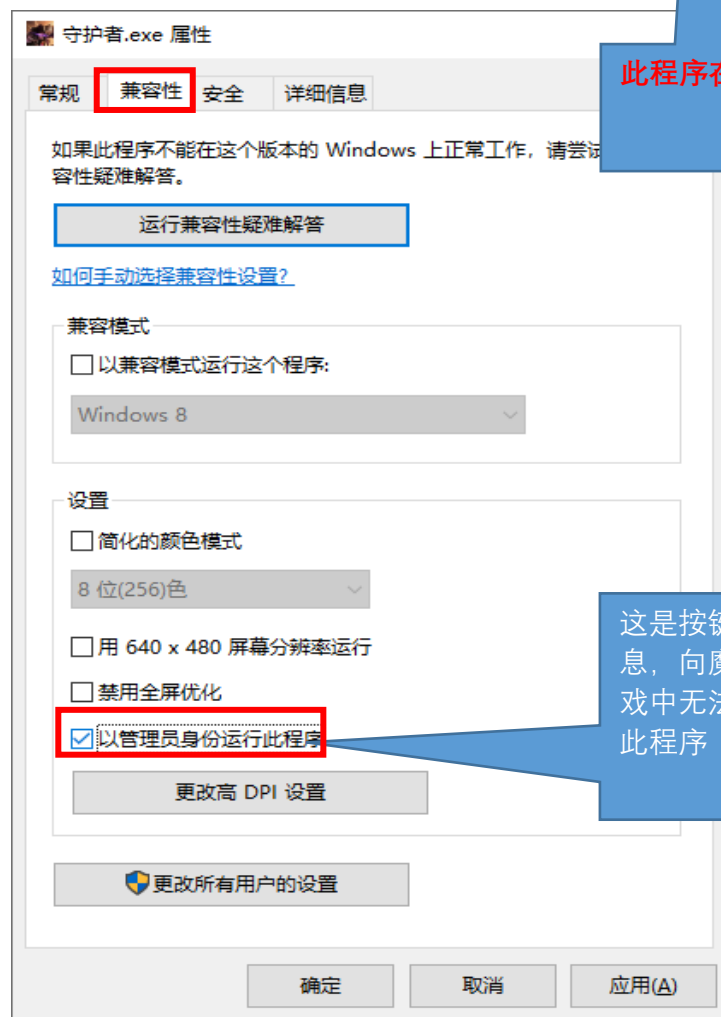 守护者.exe 属性
此程序在
常规 兼容性 安全 详细信息
如果此程序不能在这个版本的 Windows 上正常工作，请尝试
容性疑难解答。
运行兼容性疑难解答
如何手动选择兼容性设置?
兼容模式
以兼容模式运行这个程序:
Windows 8
设置
简化的颜色模式
8 位(256)色
用 640 x 480 屏幕分辨率运行
禁用全屏优化
以管理员身份运行此程序
更改高 DPI 设置
这是按键
息，向魔
戏中无法
此程序
更改所有用户的设置
确定 取消 应用(A)